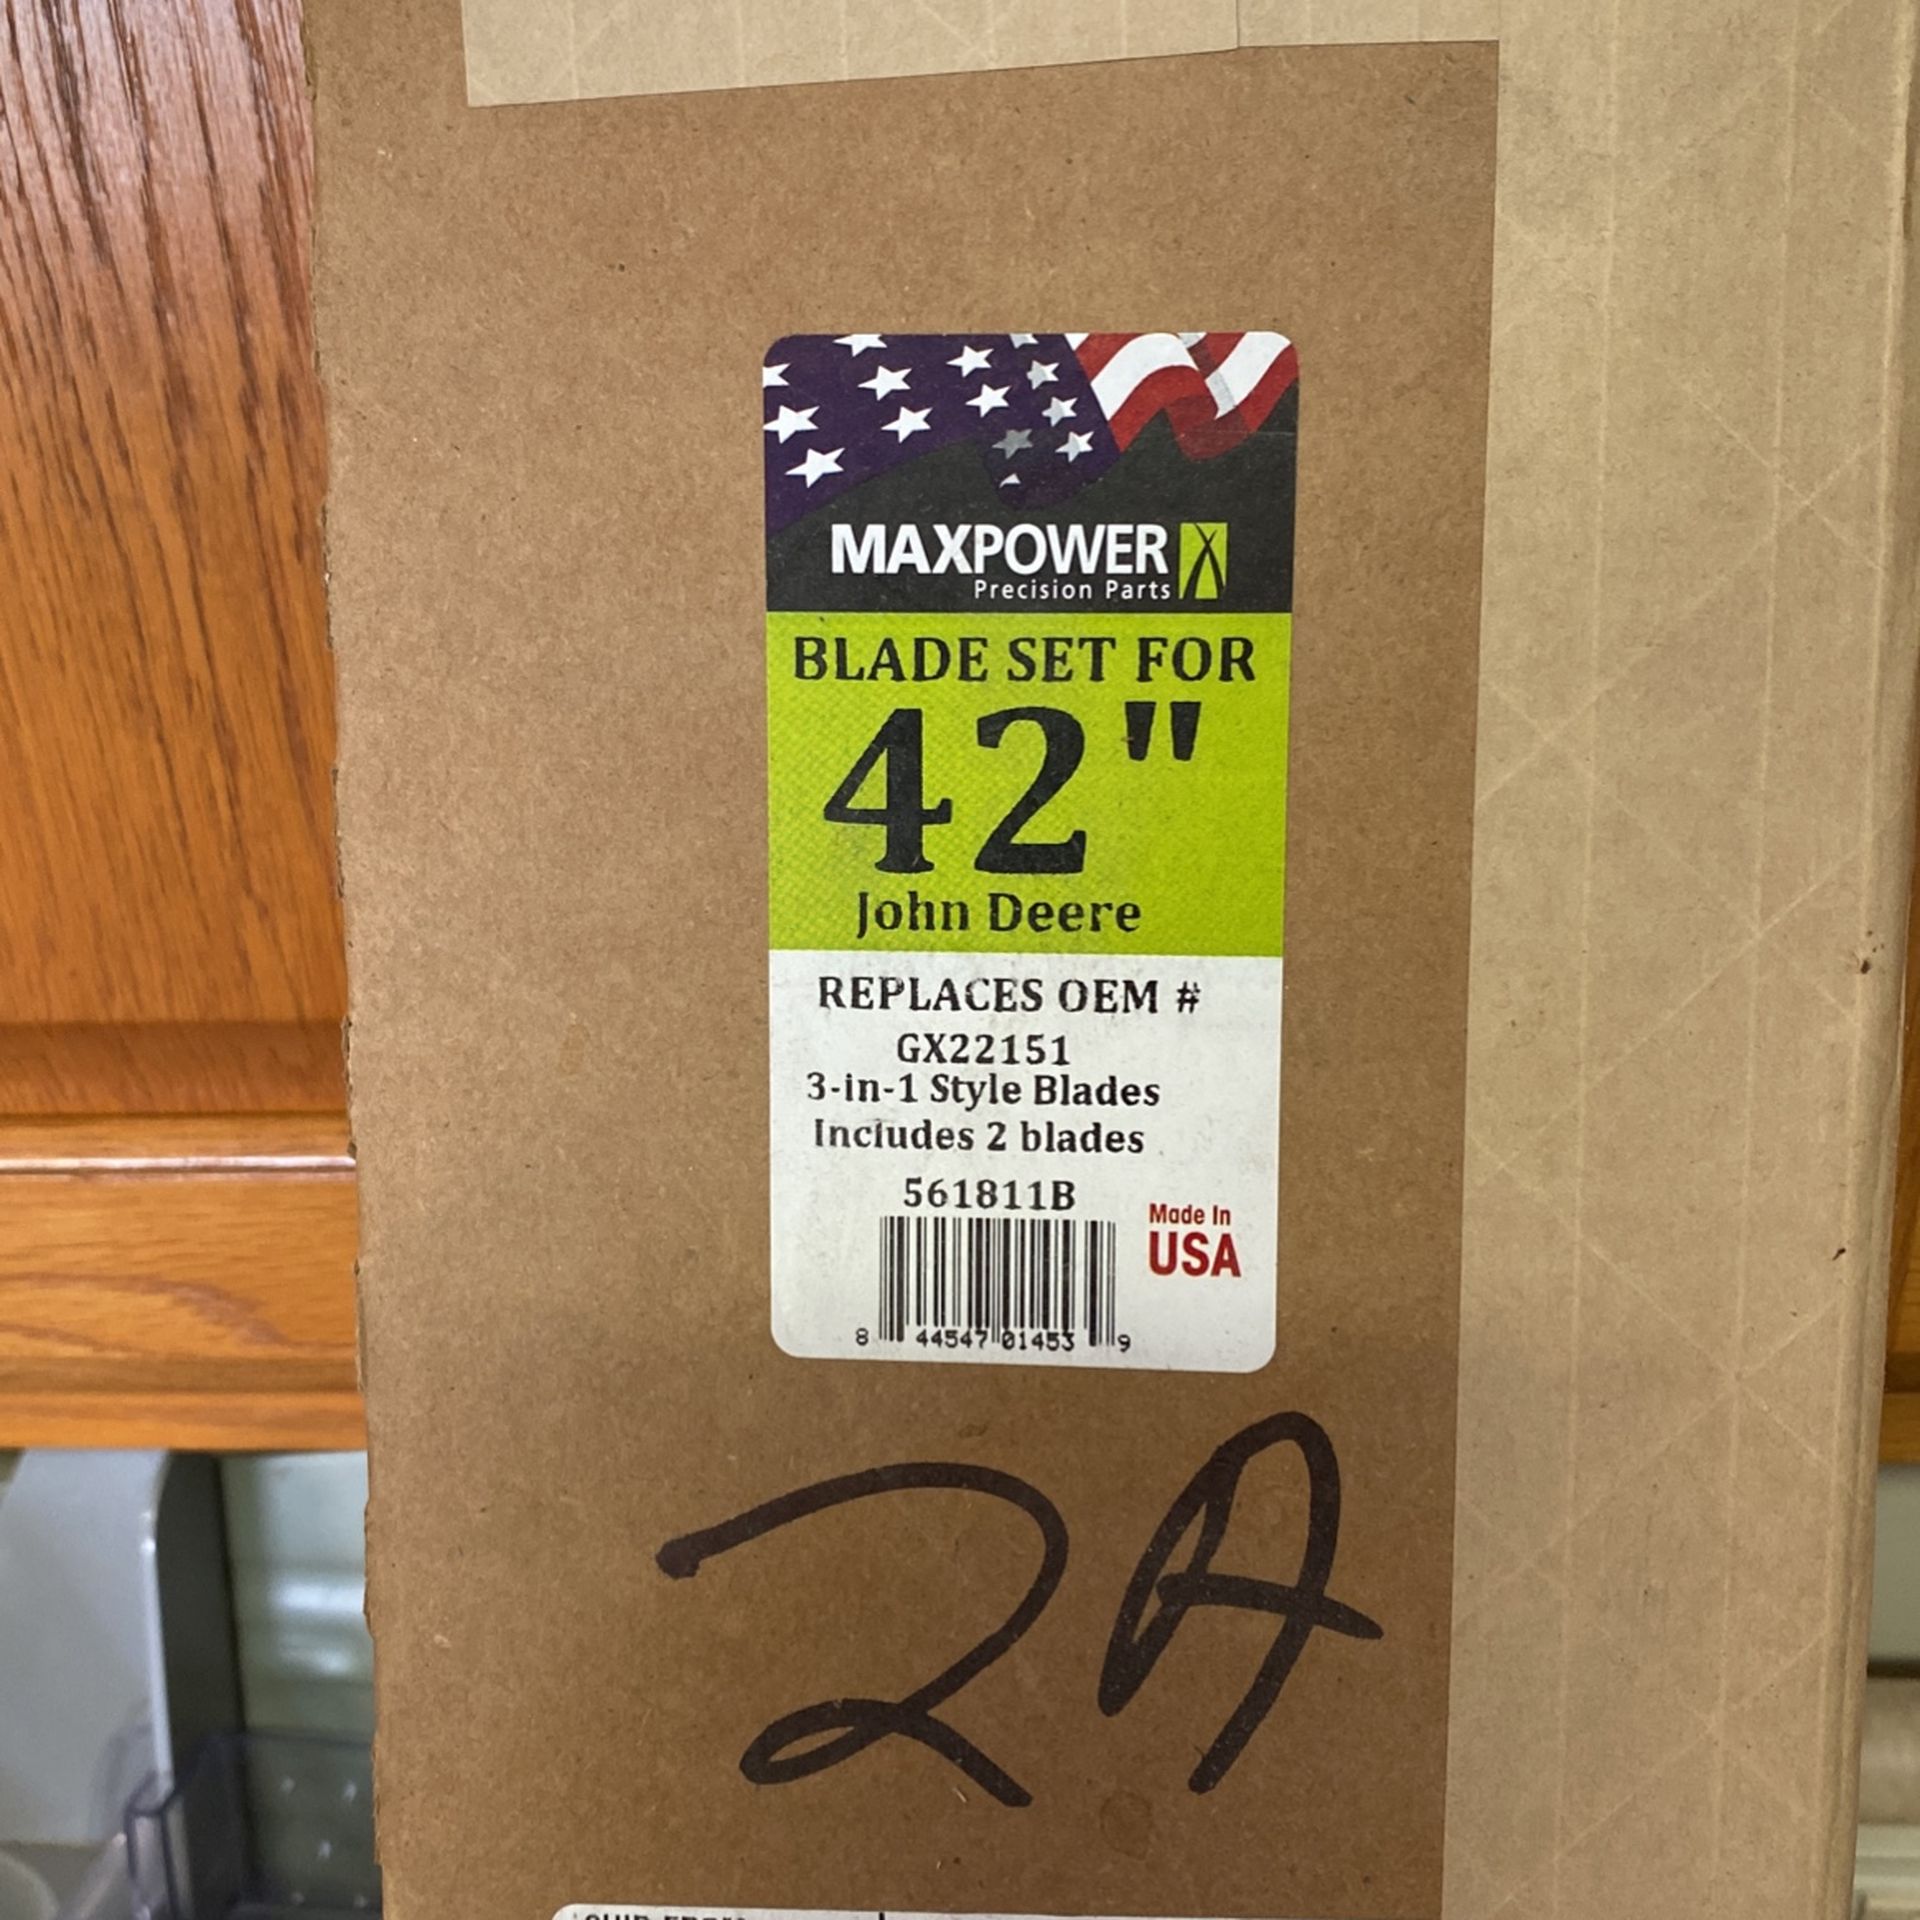 MAXPOWER
Precision Parts
BLADE SET FOR
42"
John Deere
REPLACES OEM #
GX22151
3-in-1 Style Blades
Includes 2 blades
561811B
Made In
USA
8 44547 01453 9
2A